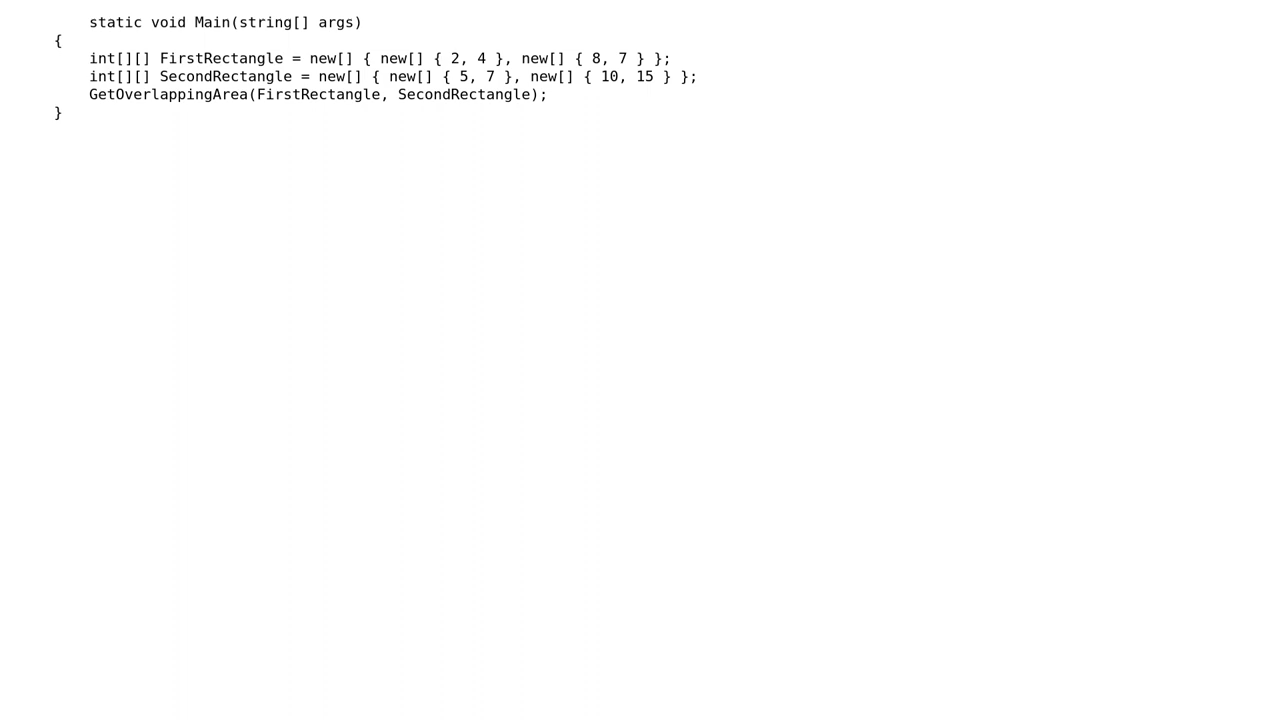 static void Main(string[] args)
{
int[][] FirstRectangle = new[] { new[] { 2, 4 }, new[] { 8, 7 } };
int[][] SecondRectangle = new[] { new[] { 5, 7 }, new[] { 10, 15 } };
GetOverlappingArea(FirstRectangle, SecondRectangle);
}